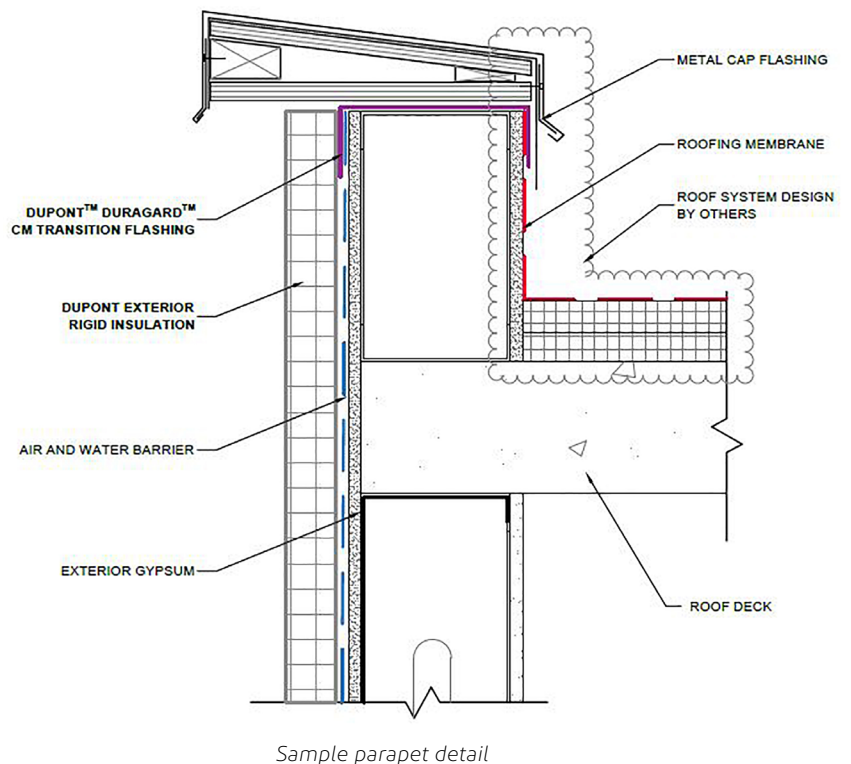 METAL CAP FLASHING
ROOFING MEMBRANE
ROOF SYSTEM DESIGN
BY OTHERS
DUPONT™ DURAGARD™
CM TRANSITION FLASHING
DUPONT EXTERIOR
RIGID INSULATION
AIR AND WATER BARRIER
EXTERIOR GYPSUM
ROOF DECK
Sample parapet detail